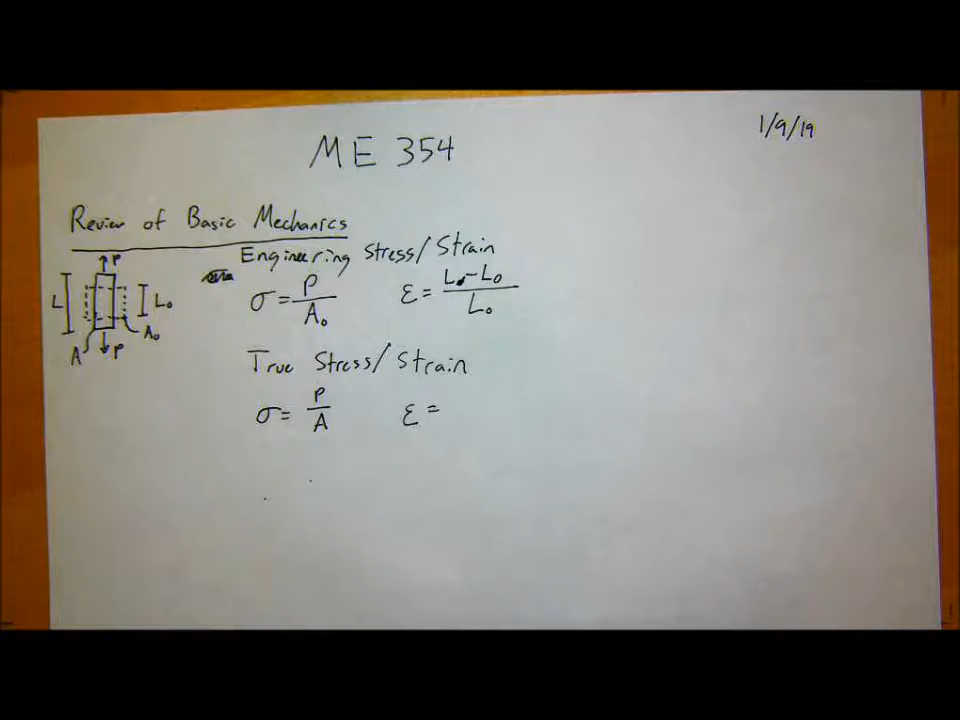 ME 354
1/9/19
Review of Basic Mechanics
Engineering Stress/Strain
P
L
L₀
A₀
A
P
σ = P/A₀
ε = L-L₀/L₀
True Stress/Strain
σ = P/A
ε =